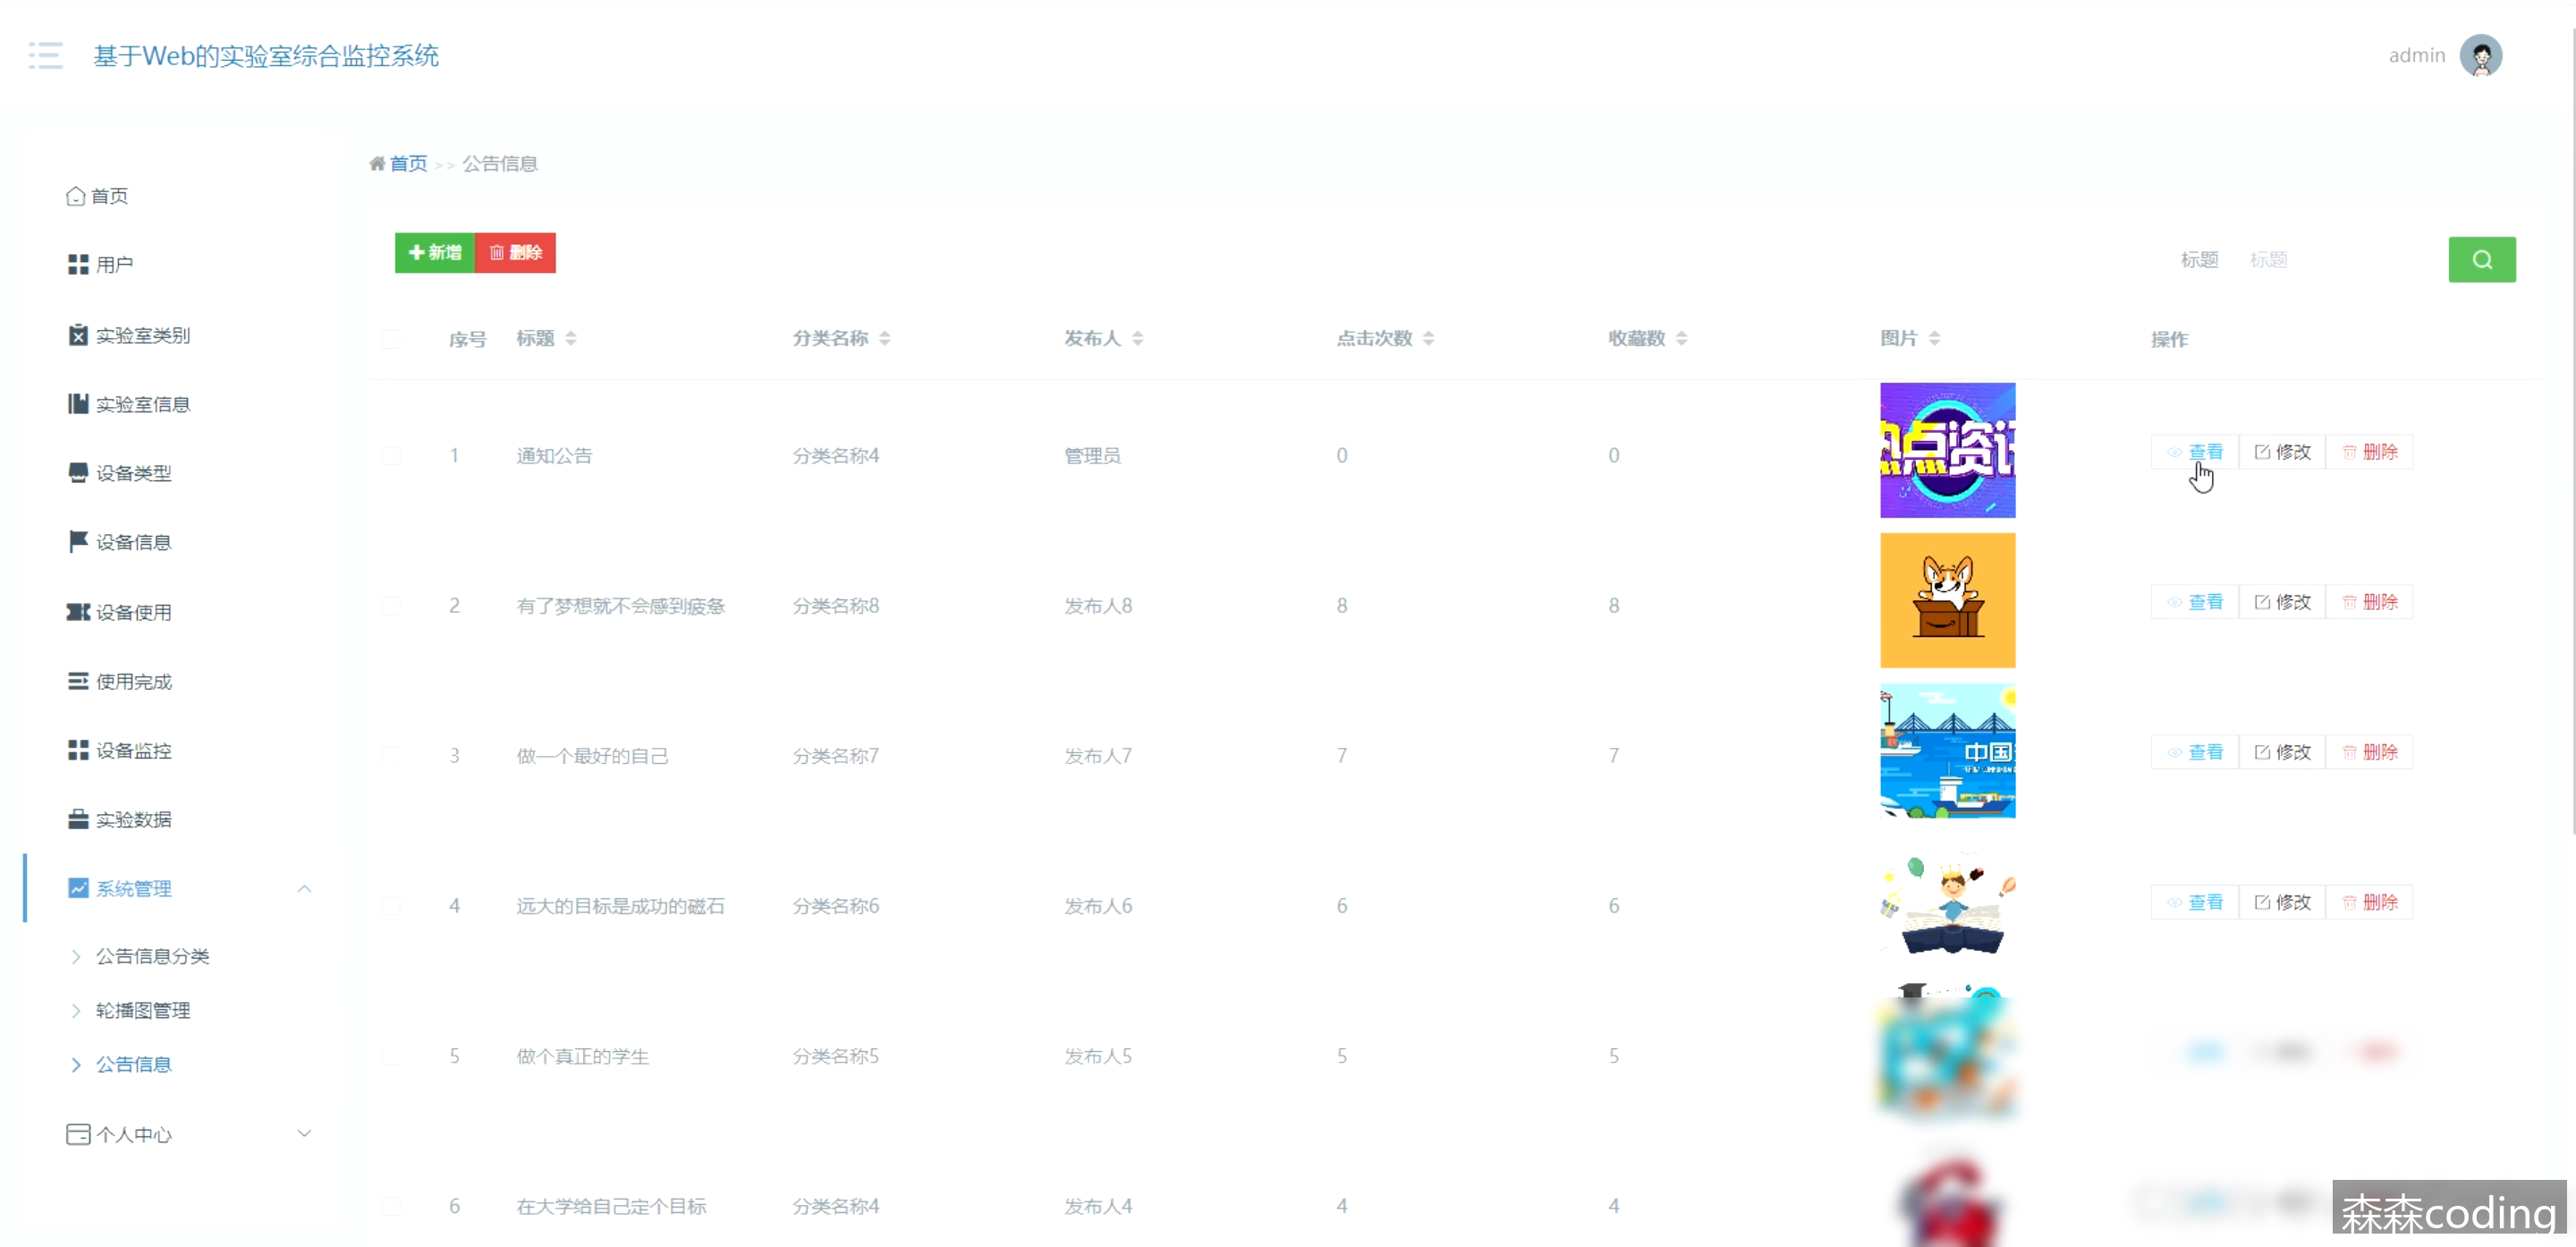 基于Web的实验室综合监控系统
admin
首页 >> 公告信息
首页
用户
实验室类别
实验室信息
设备类型
设备信息
设备使用
使用完成
设备监控
实验数据
系统管理
公告信息分类
轮播图管理
公告信息
个人中心
新增 删除
标题 标题
序号 标题 分类名称 发布人 点击次数 收藏数 图片 操作
1 通知公告 分类名称4 管理员 0 0 热点资讯 查看 修改 删除
2 有了梦想就不会感到疲惫 分类名称8 发布人8 8 8 查看 修改 删除
3 做一个最好的自己 分类名称7 发布人7 7 7 中国 查看 修改 删除
4 远大的目标是成功的磁石 分类名称6 发布人6 6 6 查看 修改 删除
5 做个真正的学生 分类名称5 发布人5 5 5
6 在大学给自己定个目标 分类名称4 发布人4 4 4
森森coding